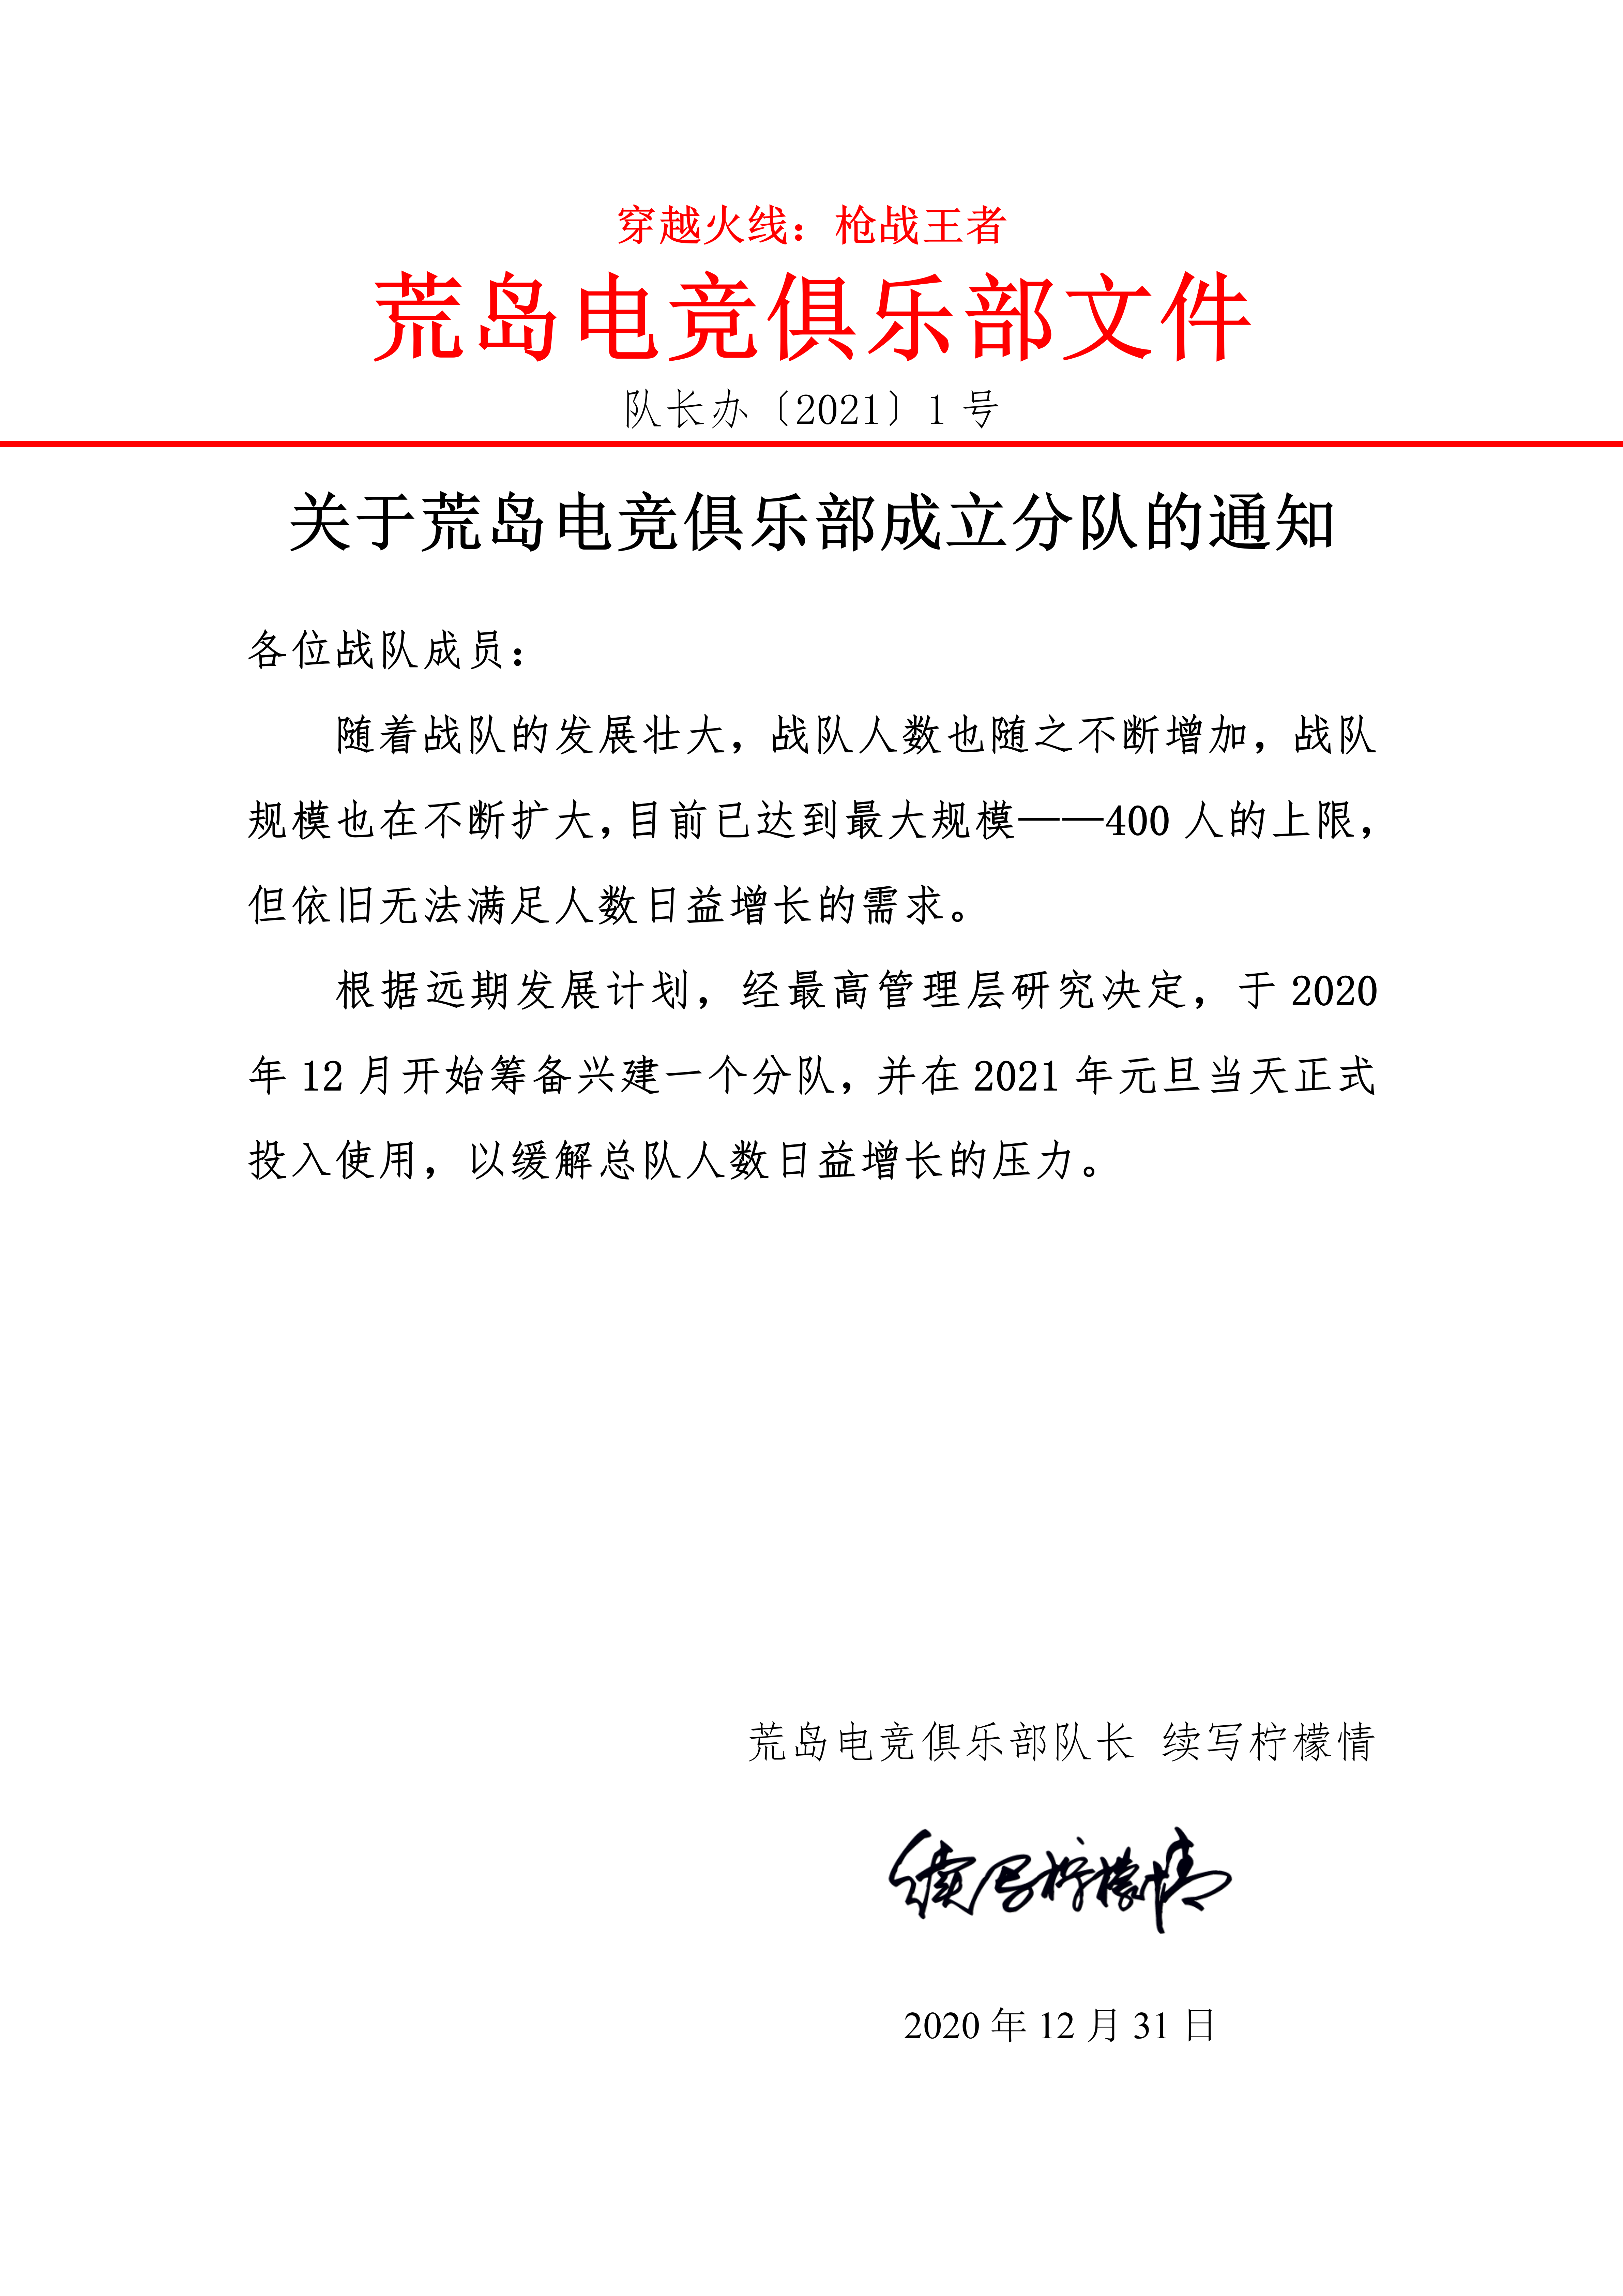 穿越火线：枪战王者
荒岛电竞俱乐部文件
队长办〔2021〕1 号
关于荒岛电竞俱乐部成立分队的通知
各位战队成员：
随着战队的发展壮大，战队人数也随之不断增加，战队
规模也在不断扩大，目前已达到最大规模——400 人的上限，
但依旧无法满足人数日益增长的需求。
根据远期发展计划，经最高管理层研究决定，于 2020
年 12 月开始筹备兴建一个分队，并在 2021 年元旦当天正式
投入使用，以缓解总队人数日益增长的压力。
荒岛电竞俱乐部队长 续写柠檬情
续写柠檬情
2020 年 12 月 31 日